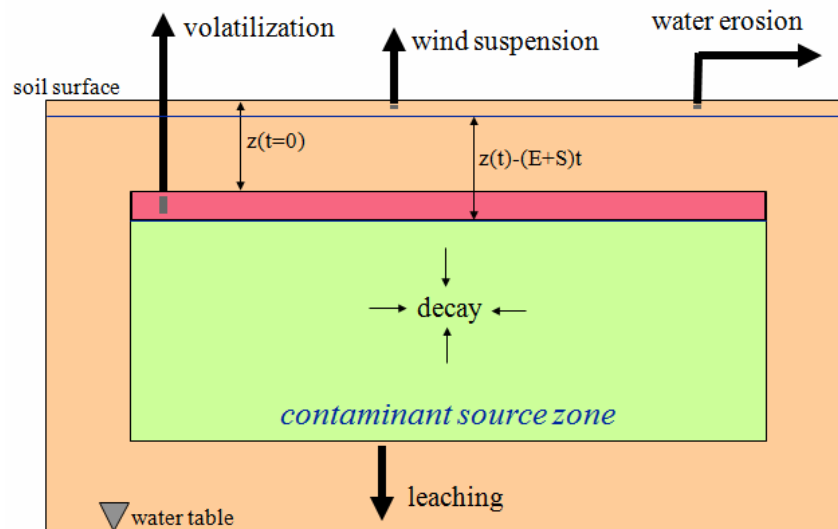 volatilization
wind suspension
water erosion
soil surface
z(t=0)
z(t)-(E+S)t
decay
contaminant source zone
leaching
water table